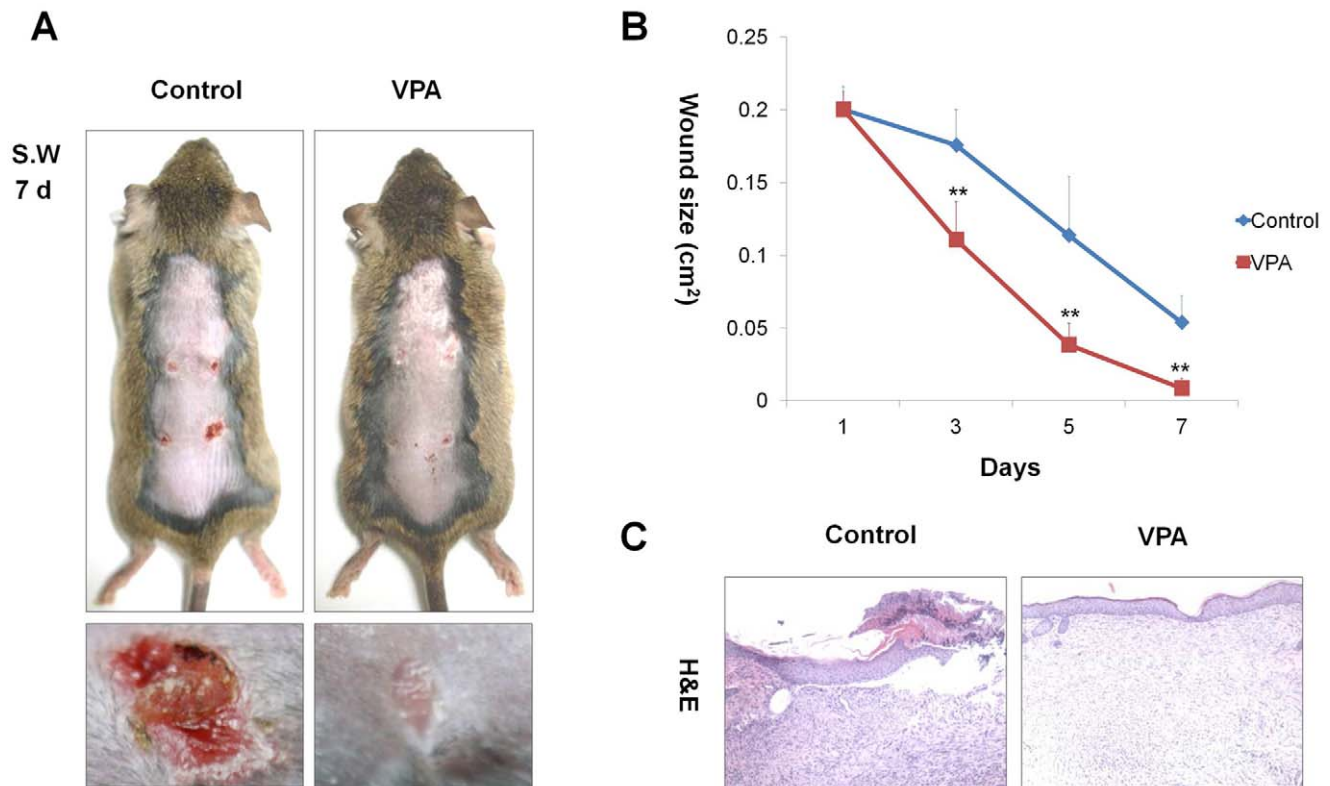 A
Control VPA
S.W
7 d
B
0.25
0.2
0.15
0.1
0.05
0
Wound size (cm²)
**
**
**
1 3 5 7
Days
Control
VPA
C
Control VPA
H&E